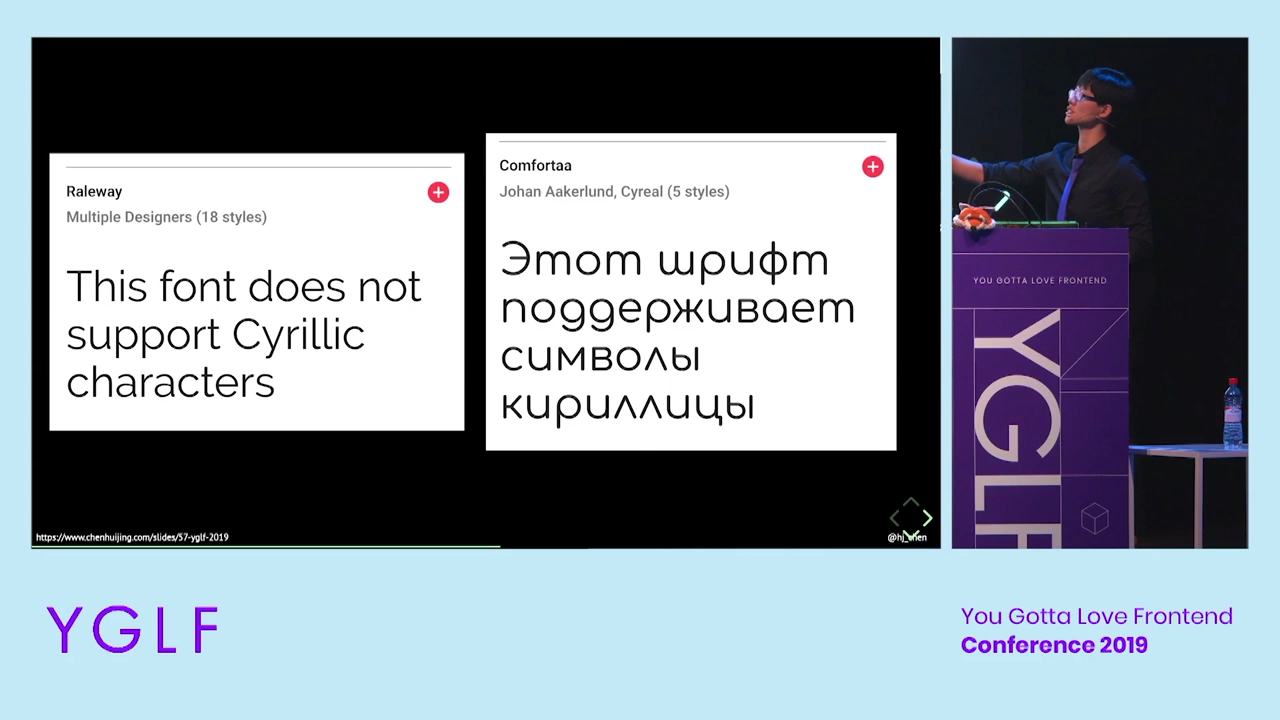 Raleway
Multiple Designers (18 styles)
This font does not
support Cyrillic
characters
Comfortaa
Johan Aakerlund, Cyreal (5 styles)
Этот шрифт
поддерживает
символы
кириллицы
https://www.chenhuijing.com/slides/57-yglf-2019
@hj_chen
YOU GOTTA LOVE FRONTEND
YGLF
YGLF
You Gotta Love Frontend
Conference 2019